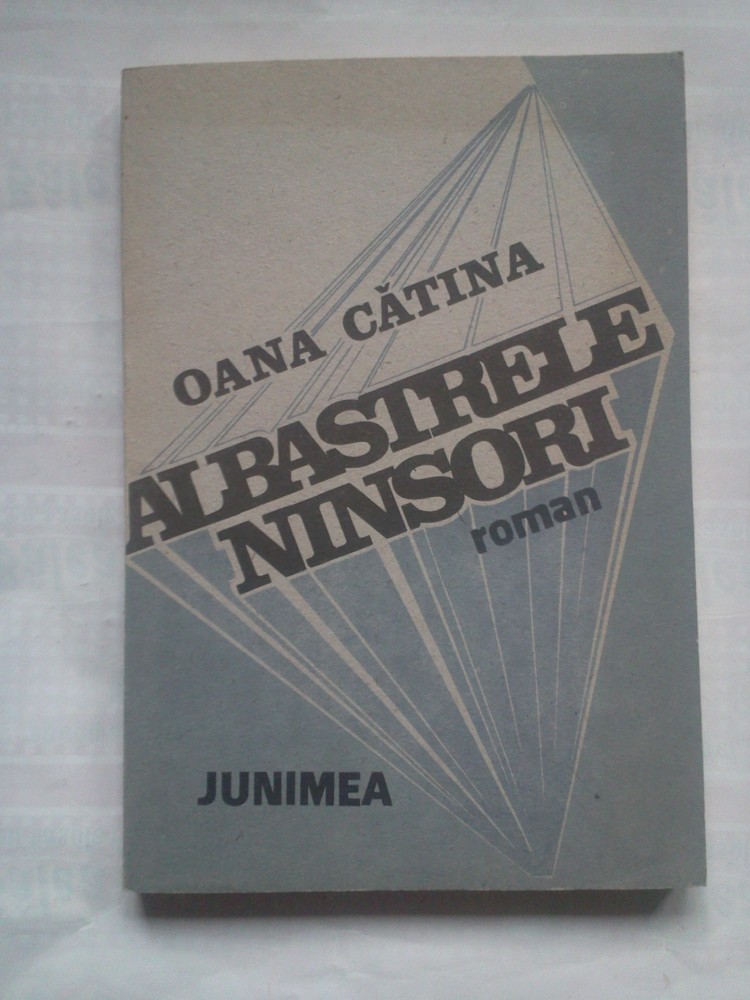 OANA CĂTINA
ALBASTRELE
NINSORI
roman
JUNIMEA